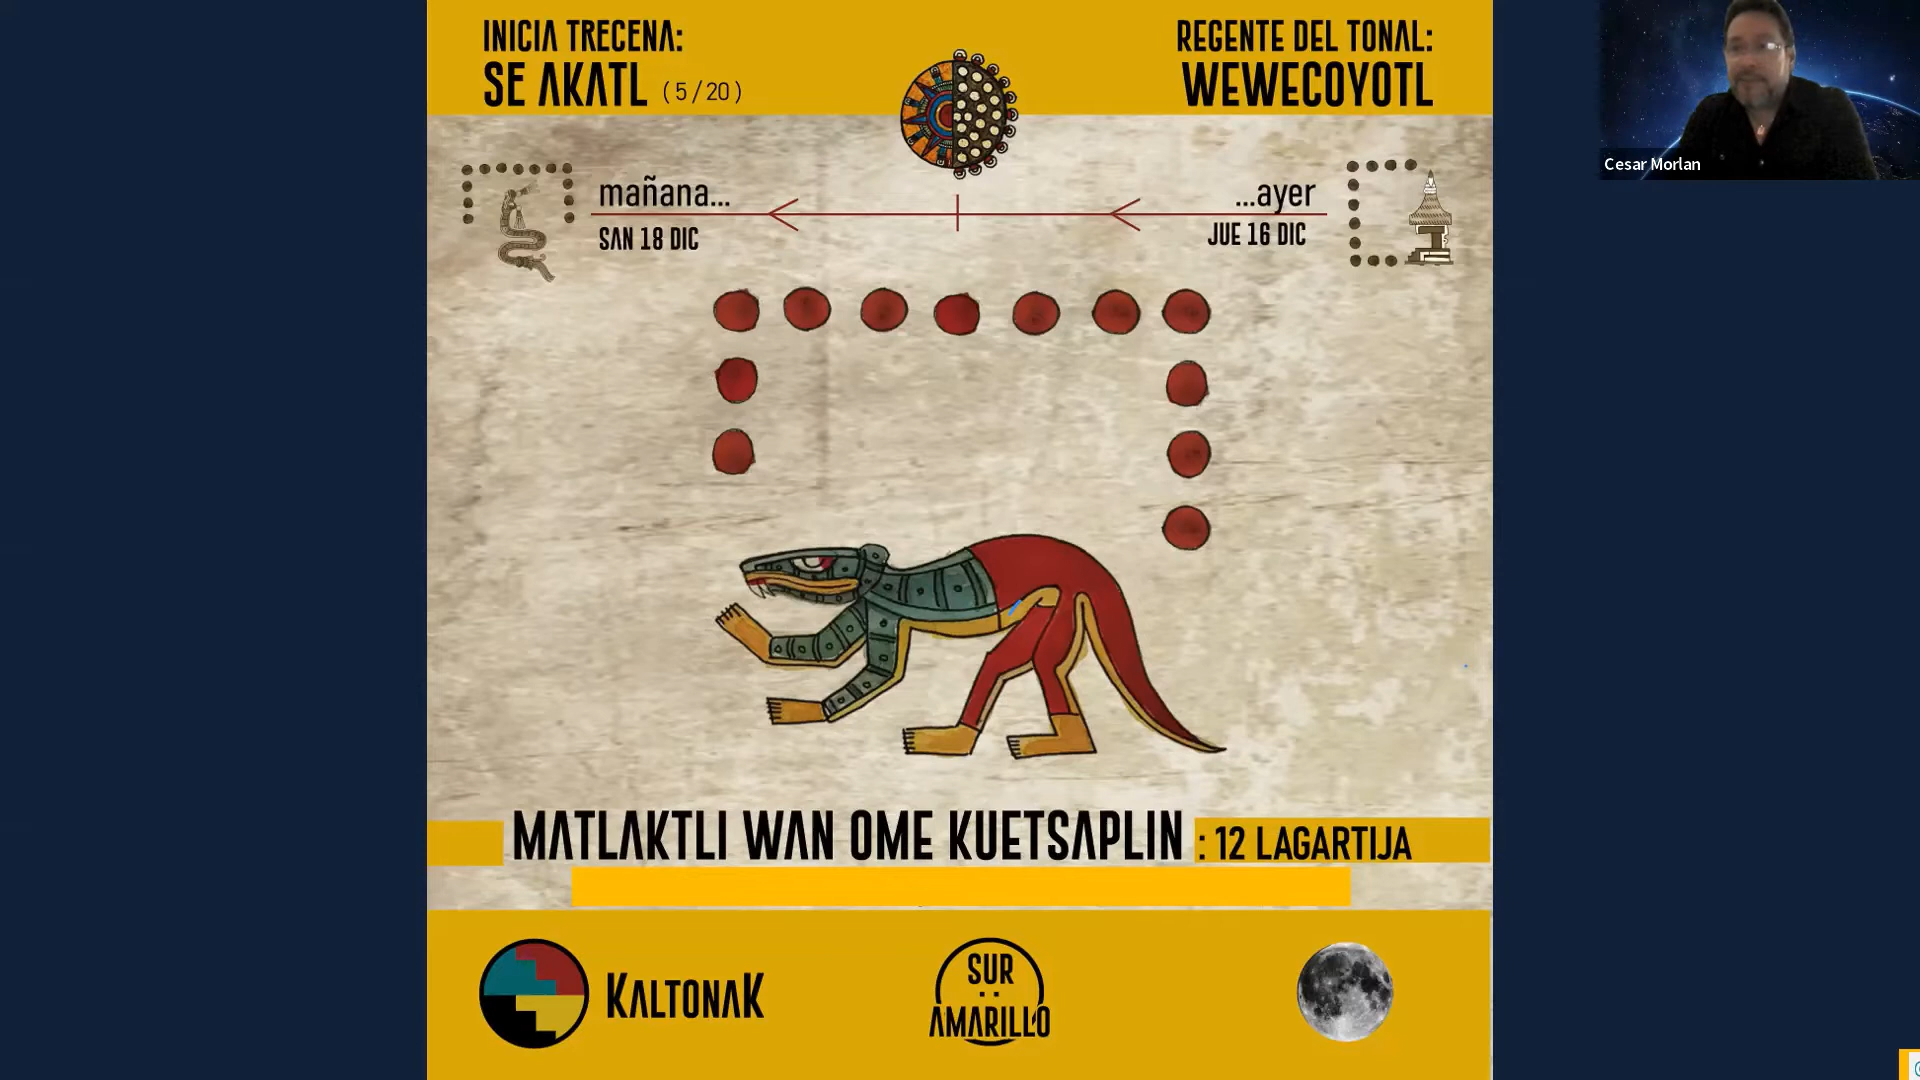 INICIA TRECENA:
SE AKATL (5/20)
REGENTE DEL TONAL:
WEWECOYOTL
Cesar Morlan
mañana...
SAN 18 DIC
...ayer
JUE 16 DIC
MATLAKTLI WAN OME KUETSAPLIN : 12 LAGARTIJA
KALTONAK
SUR
AMARILLO